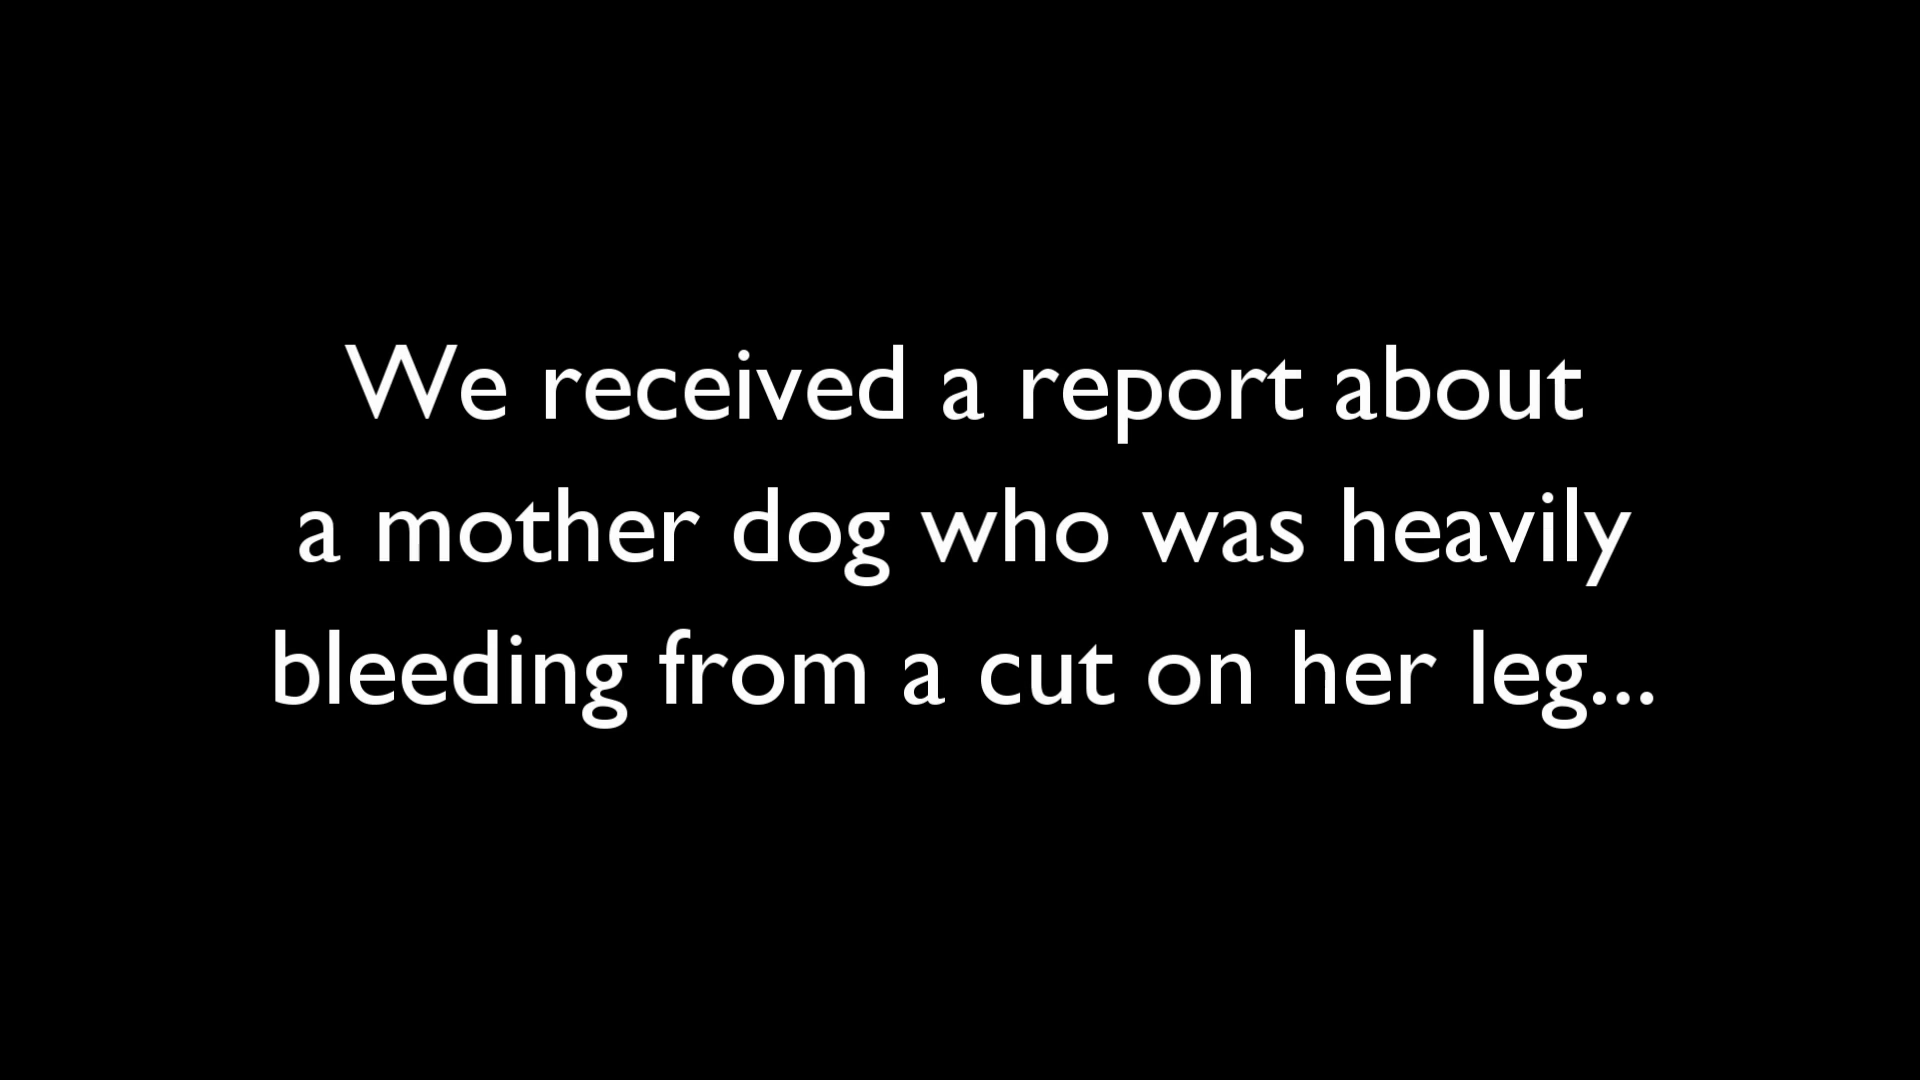 We received a report about
a mother dog who was heavily
bleeding from a cut on her leg...